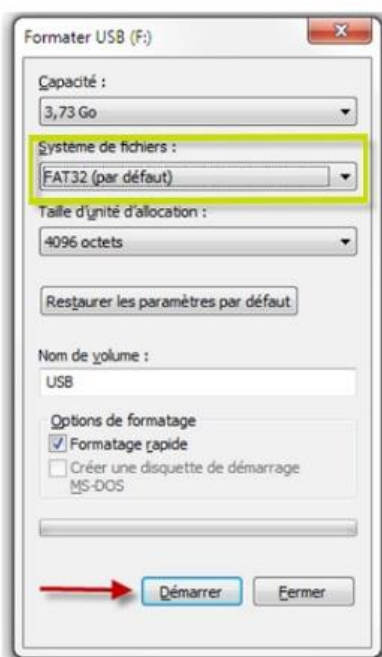 Formater USB (F:)
Capacité :
3,73 Go
Système de fichiers :
FAT32 (par défaut)
Taille d'unité d'allocation :
4096 octets
Restaurer les paramètres par défaut
Nom de volume :
USB
Options de formatage
Formatage rapide
Créer une disquette de démarrage
MS-DOS
Démarrer
Fermer